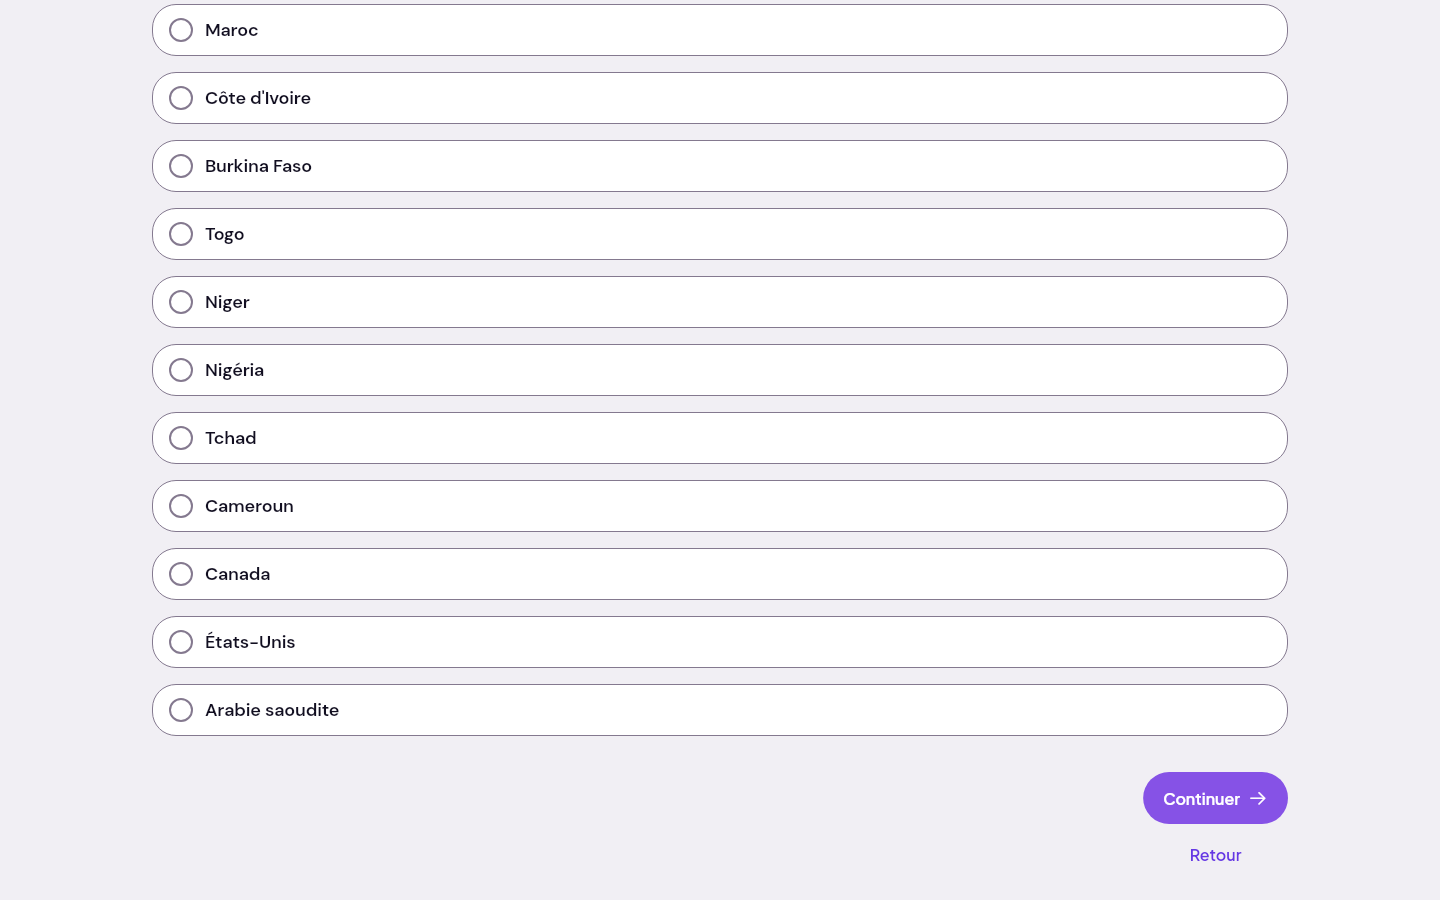 Maroc
Côte d'Ivoire
Burkina Faso
Togo
Niger
Nigéria
Tchad
Cameroun
Canada
États-Unis
Arabie saoudite
Continuer
Retour